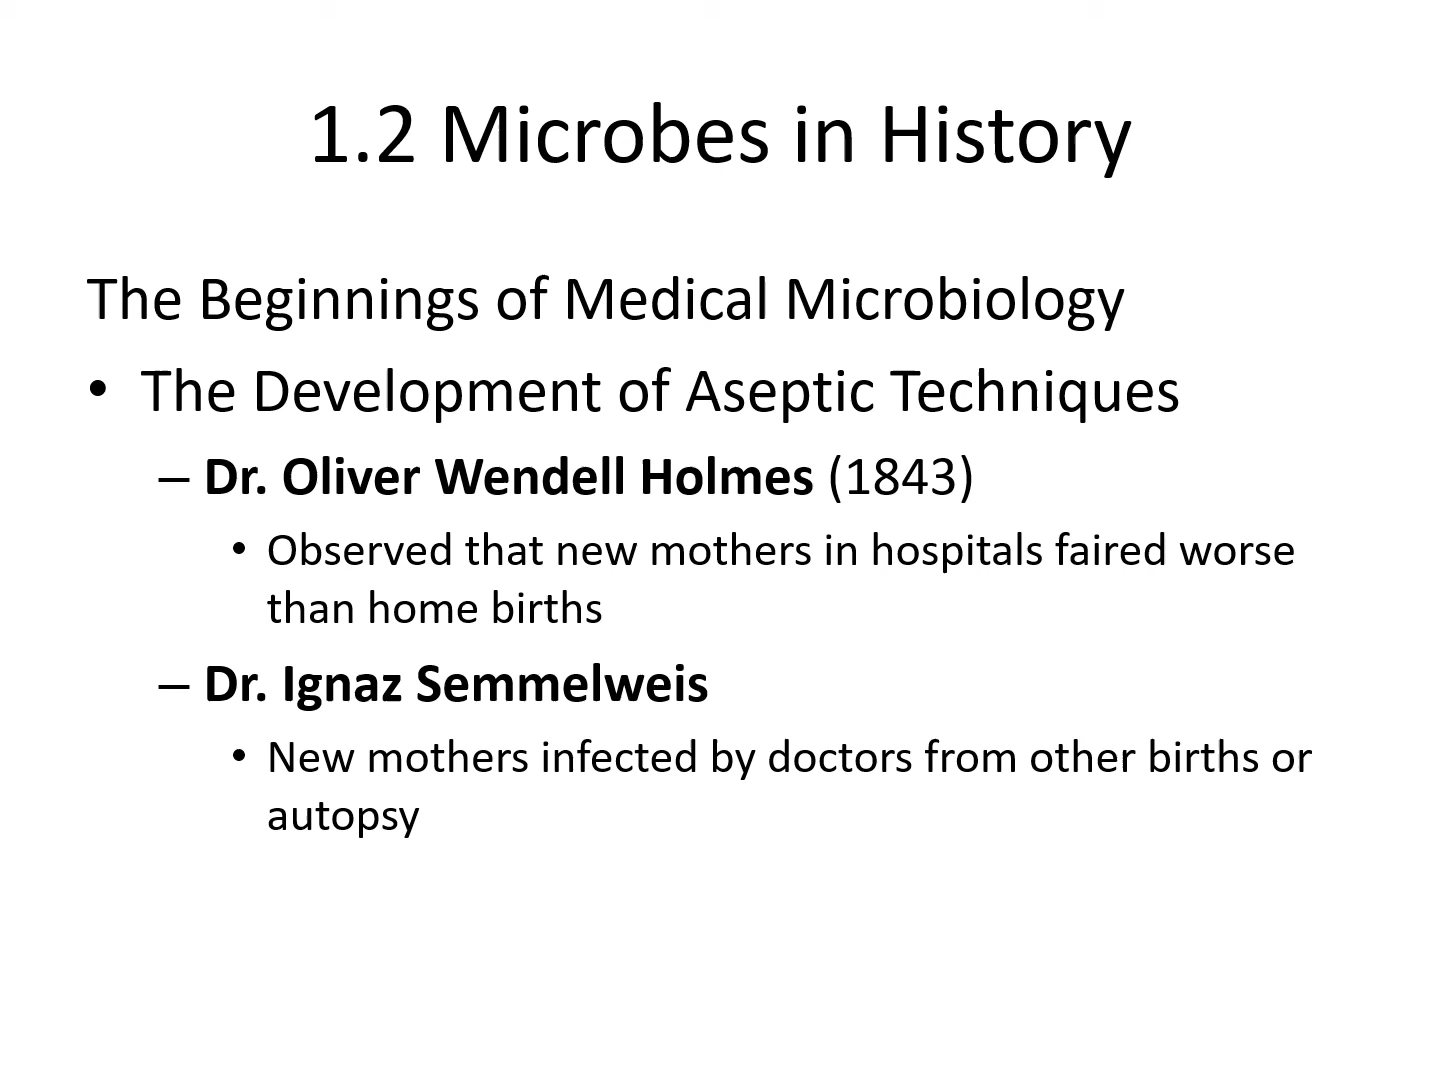 1.2 Microbes in History
The Beginnings of Medical Microbiology
• The Development of Aseptic Techniques
– Dr. Oliver Wendell Holmes (1843)
• Observed that new mothers in hospitals faired worse
than home births
– Dr. Ignaz Semmelweis
• New mothers infected by doctors from other births or
autopsy